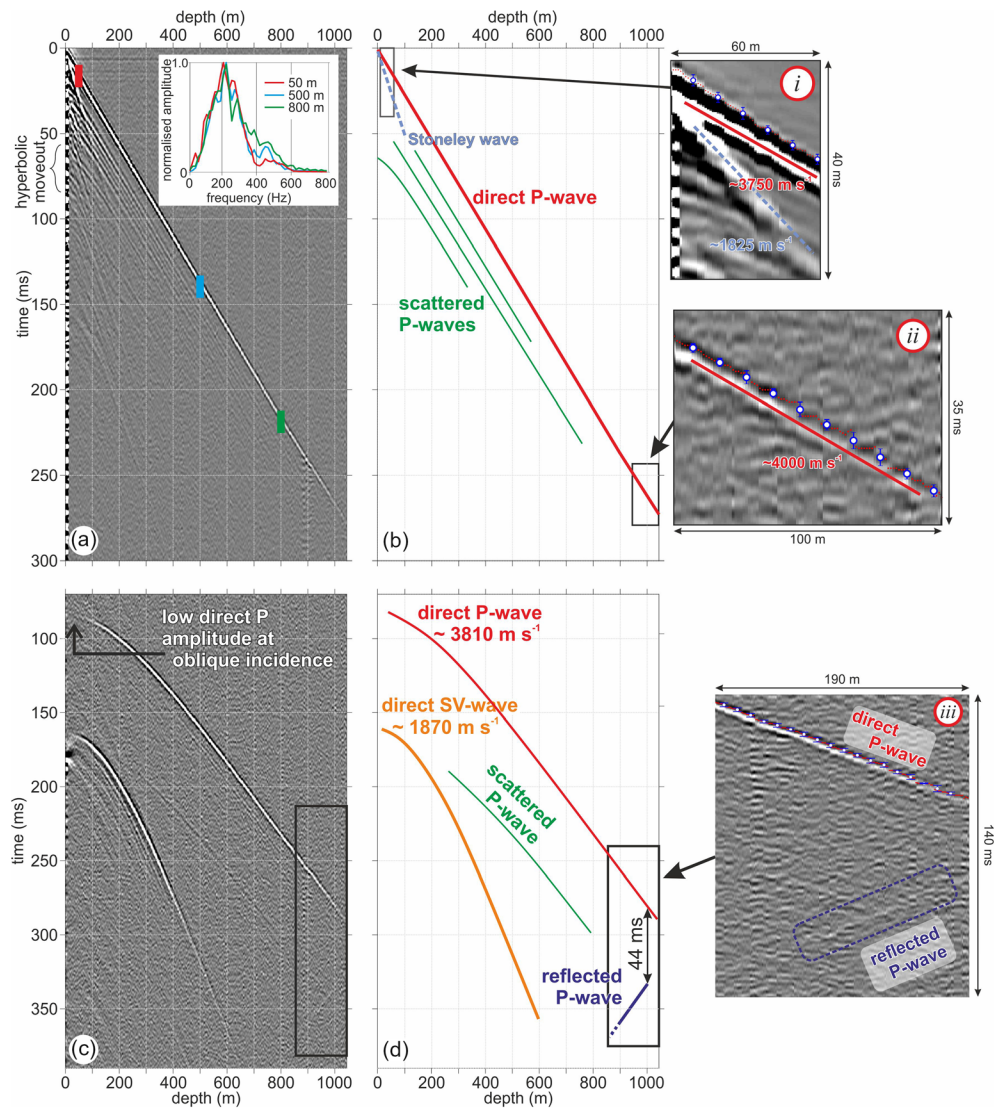 depth (m)
0 200 400 600 800 1000
0
50
100
150
200
250
300
time (ms)
hyperbolic
moveout
normalised amplitude
1.0
0 200 400 600 800
frequency (Hz)
50 m
500 m
800 m
(a)
depth (m)
0 200 400 600 800 1000
Stoneley wave
direct P-wave
scattered
P-waves
(b)
60 m
i
40 ms
~3750 m s-1
~1825 m s-1
ii
35 ms
~4000 m s-1
100 m
100
150
200
250
300
350
time (ms)
low direct P
amplitude at
oblique incidence
(c)
0 200 400 600 800 1000
depth (m)
direct P-wave
~ 3810 m s-1
direct SV-wave
~ 1870 m s-1
scattered
P-wave
44 ms
reflected
P-wave
(d)
0 200 400 600 800 1000
depth (m)
190 m
iii
direct
P-wave
140 ms
reflected
P-wave